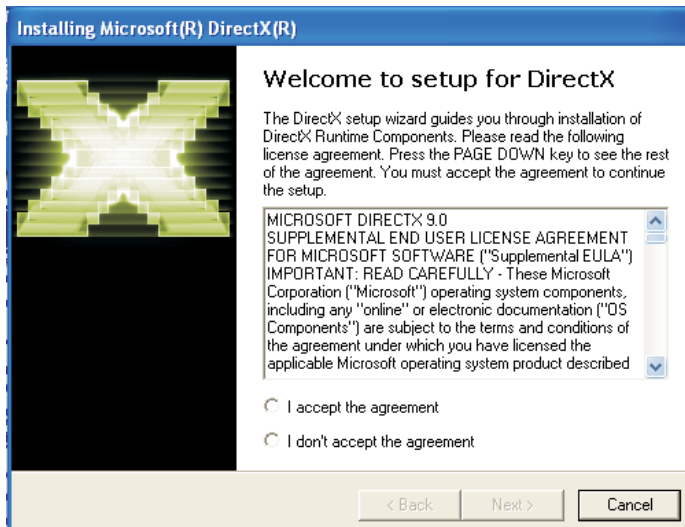 Installing Microsoft(R) DirectX(R)
Welcome to setup for DirectX
The DirectX setup wizard guides you through installation of
DirectX Runtime Components. Please read the following
license agreement. Press the PAGE DOWN key to see the rest
of the agreement. You must accept the agreement to continue
the setup.
MICROSOFT DIRECTX 9.0
SUPPLEMENTAL END USER LICENSE AGREEMENT
FOR MICROSOFT SOFTWARE ("Supplemental EULA")
IMPORTANT: READ CAREFULLY - These Microsoft
Corporation ("Microsoft") operating system components,
including any "online" or electronic documentation ("OS
Components") are subject to the terms and conditions of
the agreement under which you have licensed the
applicable Microsoft operating system product described
I accept the agreement
I don't accept the agreement
< Back
Next >
Cancel